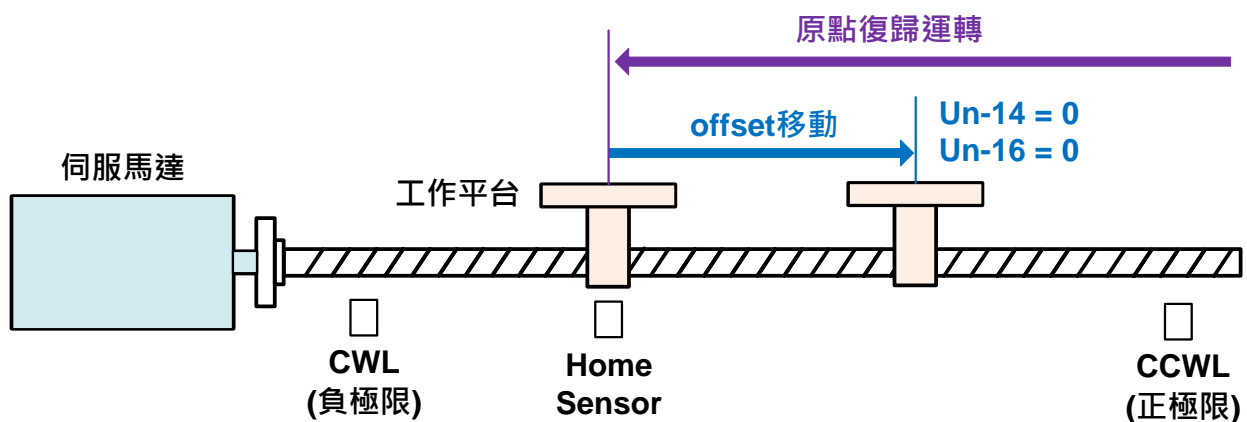 原點復歸運轉
offset移動
Un-14 = 0
Un-16 = 0
伺服馬達
工作平台
CWL
(負極限)
Home
Sensor
CCWL
(正極限)